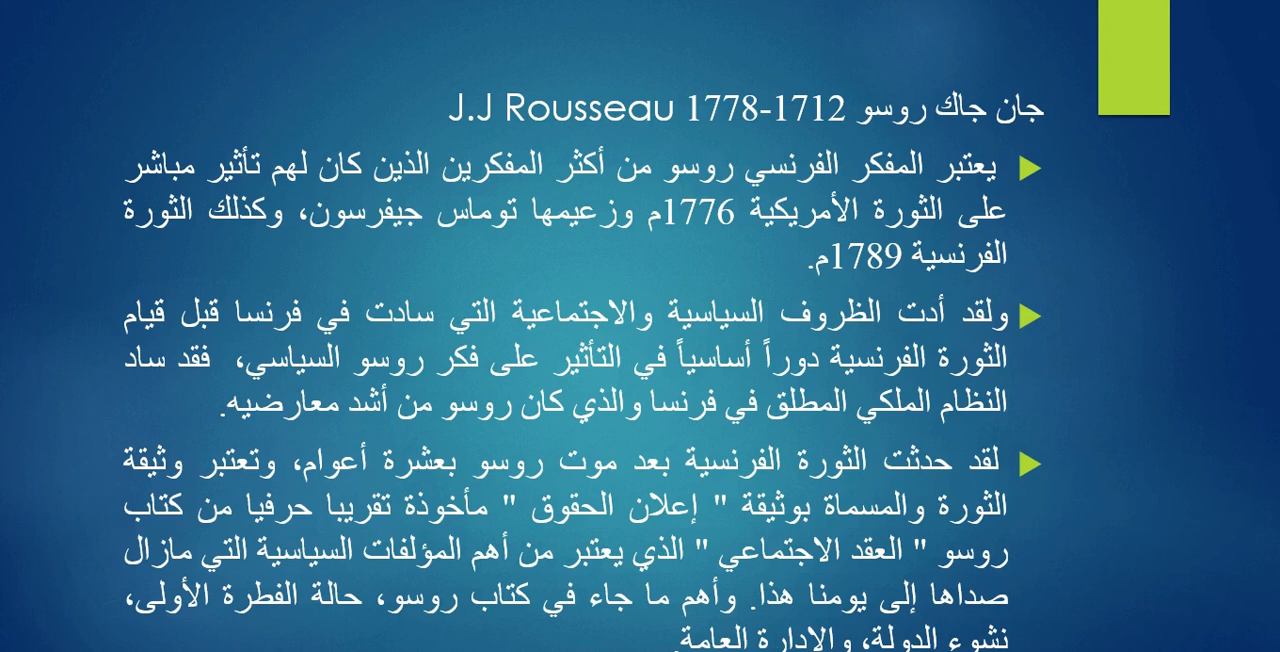 جان جاك روسو 1712-1778 J.J Rousseau
يعتبر المفكر الفرنسي روسو من أكثر المفكرين الذين كان لهم تأثير مباشر
على الثورة الأمريكية 1776م وزعيمها توماس جيفرسون، وكذلك الثورة
الفرنسية 1789م.
ولقد أدت الظروف السياسية والاجتماعية التي سادت في فرنسا قبل قيام
الثورة الفرنسية دوراً أساسياً في التأثير على فكر روسو السياسي، فقد ساد
النظام الملكي المطلق في فرنسا والذي كان روسو من أشد معارضيه.
لقد حدثت الثورة الفرنسية بعد موت روسو بعشرة أعوام، وتعتبر وثيقة
الثورة والمسماة بوثيقة " إعلان الحقوق " مأخوذة تقريبا حرفيا من كتاب
روسو " العقد الاجتماعي " الذي يعتبر من أهم المؤلفات السياسية التي مازال
صداها إلى يومنا هذا. وأهم ما جاء في كتاب روسو، حالة الفطرة الأولى،
نشوء الدولة، والادارة العامة.